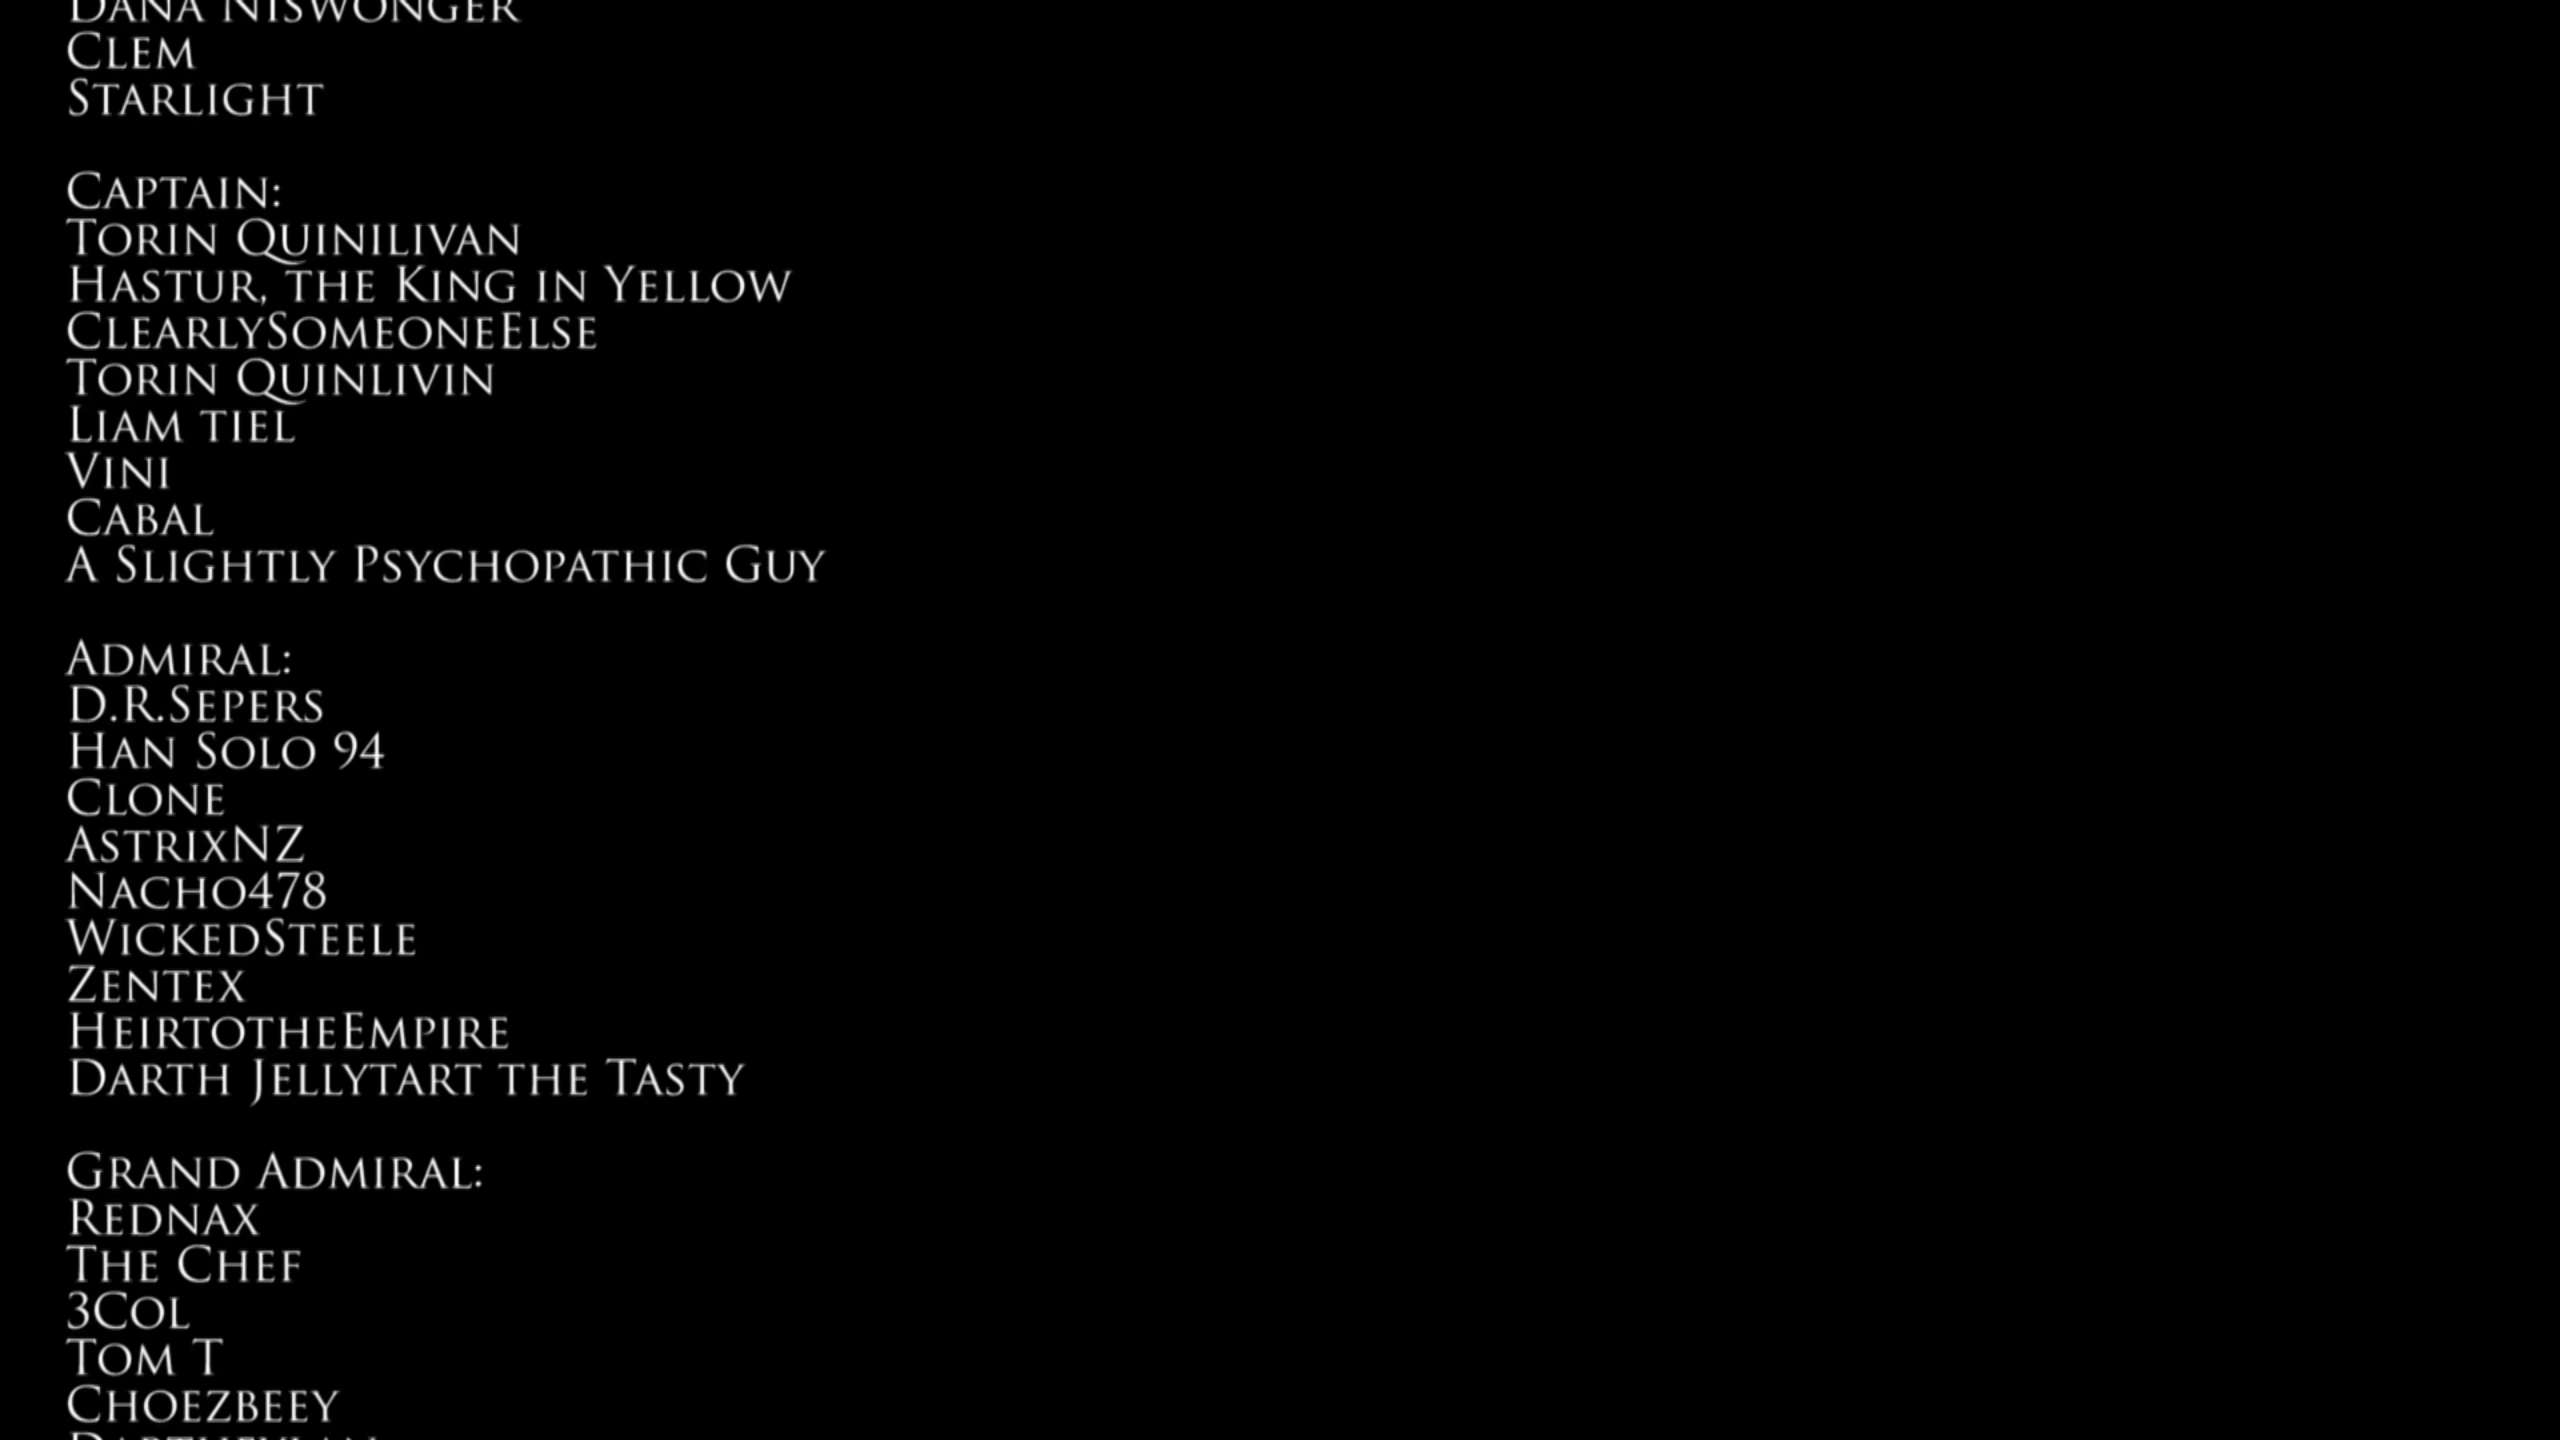 Dana Niswonger
Clem
Starlight
Captain:
Torin Quinilivan
Hastur, the King in Yellow
ClearlySomeoneElse
Torin Quinlivin
Liam tiel
Vini
Cabal
A Slightly Psychopathic Guy
Admiral:
D.R.Sepers
Han Solo 94
Clone
AstrixNZ
Nacho478
WickedSteele
Zentex
HeirtotheEmpire
Darth Jellytart the Tasty
Grand Admiral:
Rednax
The Chef
3Col
Tom T
Choezbeey